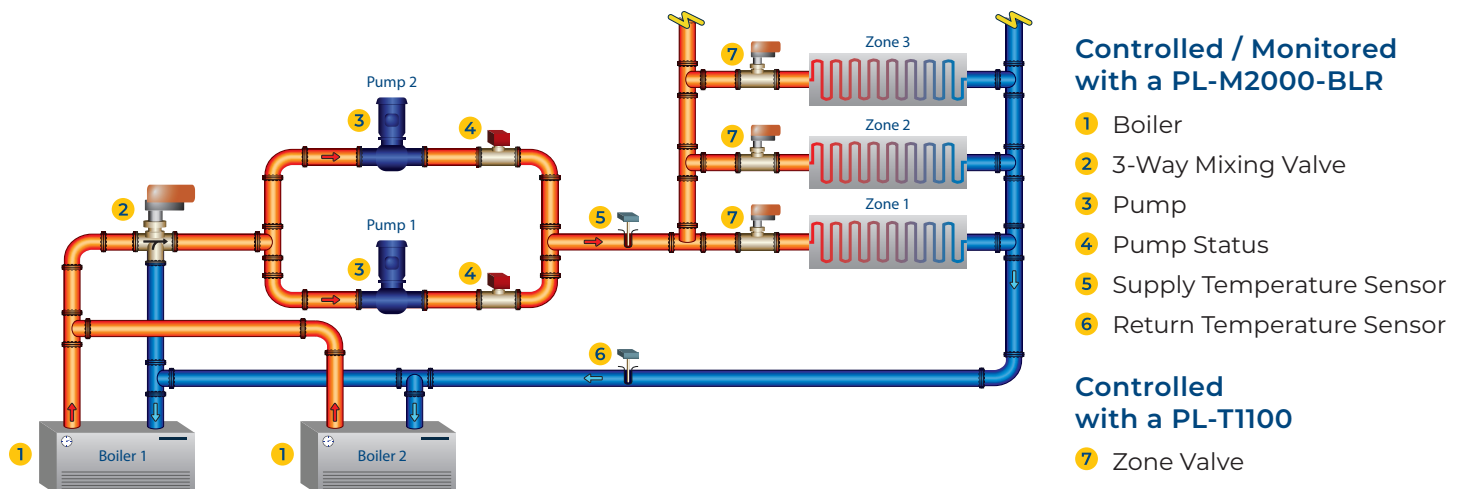 Pump 2
3
4
2
Pump 1
3
4
5
7
Zone 3
7
Zone 2
7
Zone 1
6
1
Boiler 1
1
Boiler 2
Controlled / Monitored
with a PL-M2000-BLR
1 Boiler
2 3-Way Mixing Valve
3 Pump
4 Pump Status
5 Supply Temperature Sensor
6 Return Temperature Sensor
Controlled
with a PL-T1100
7 Zone Valve